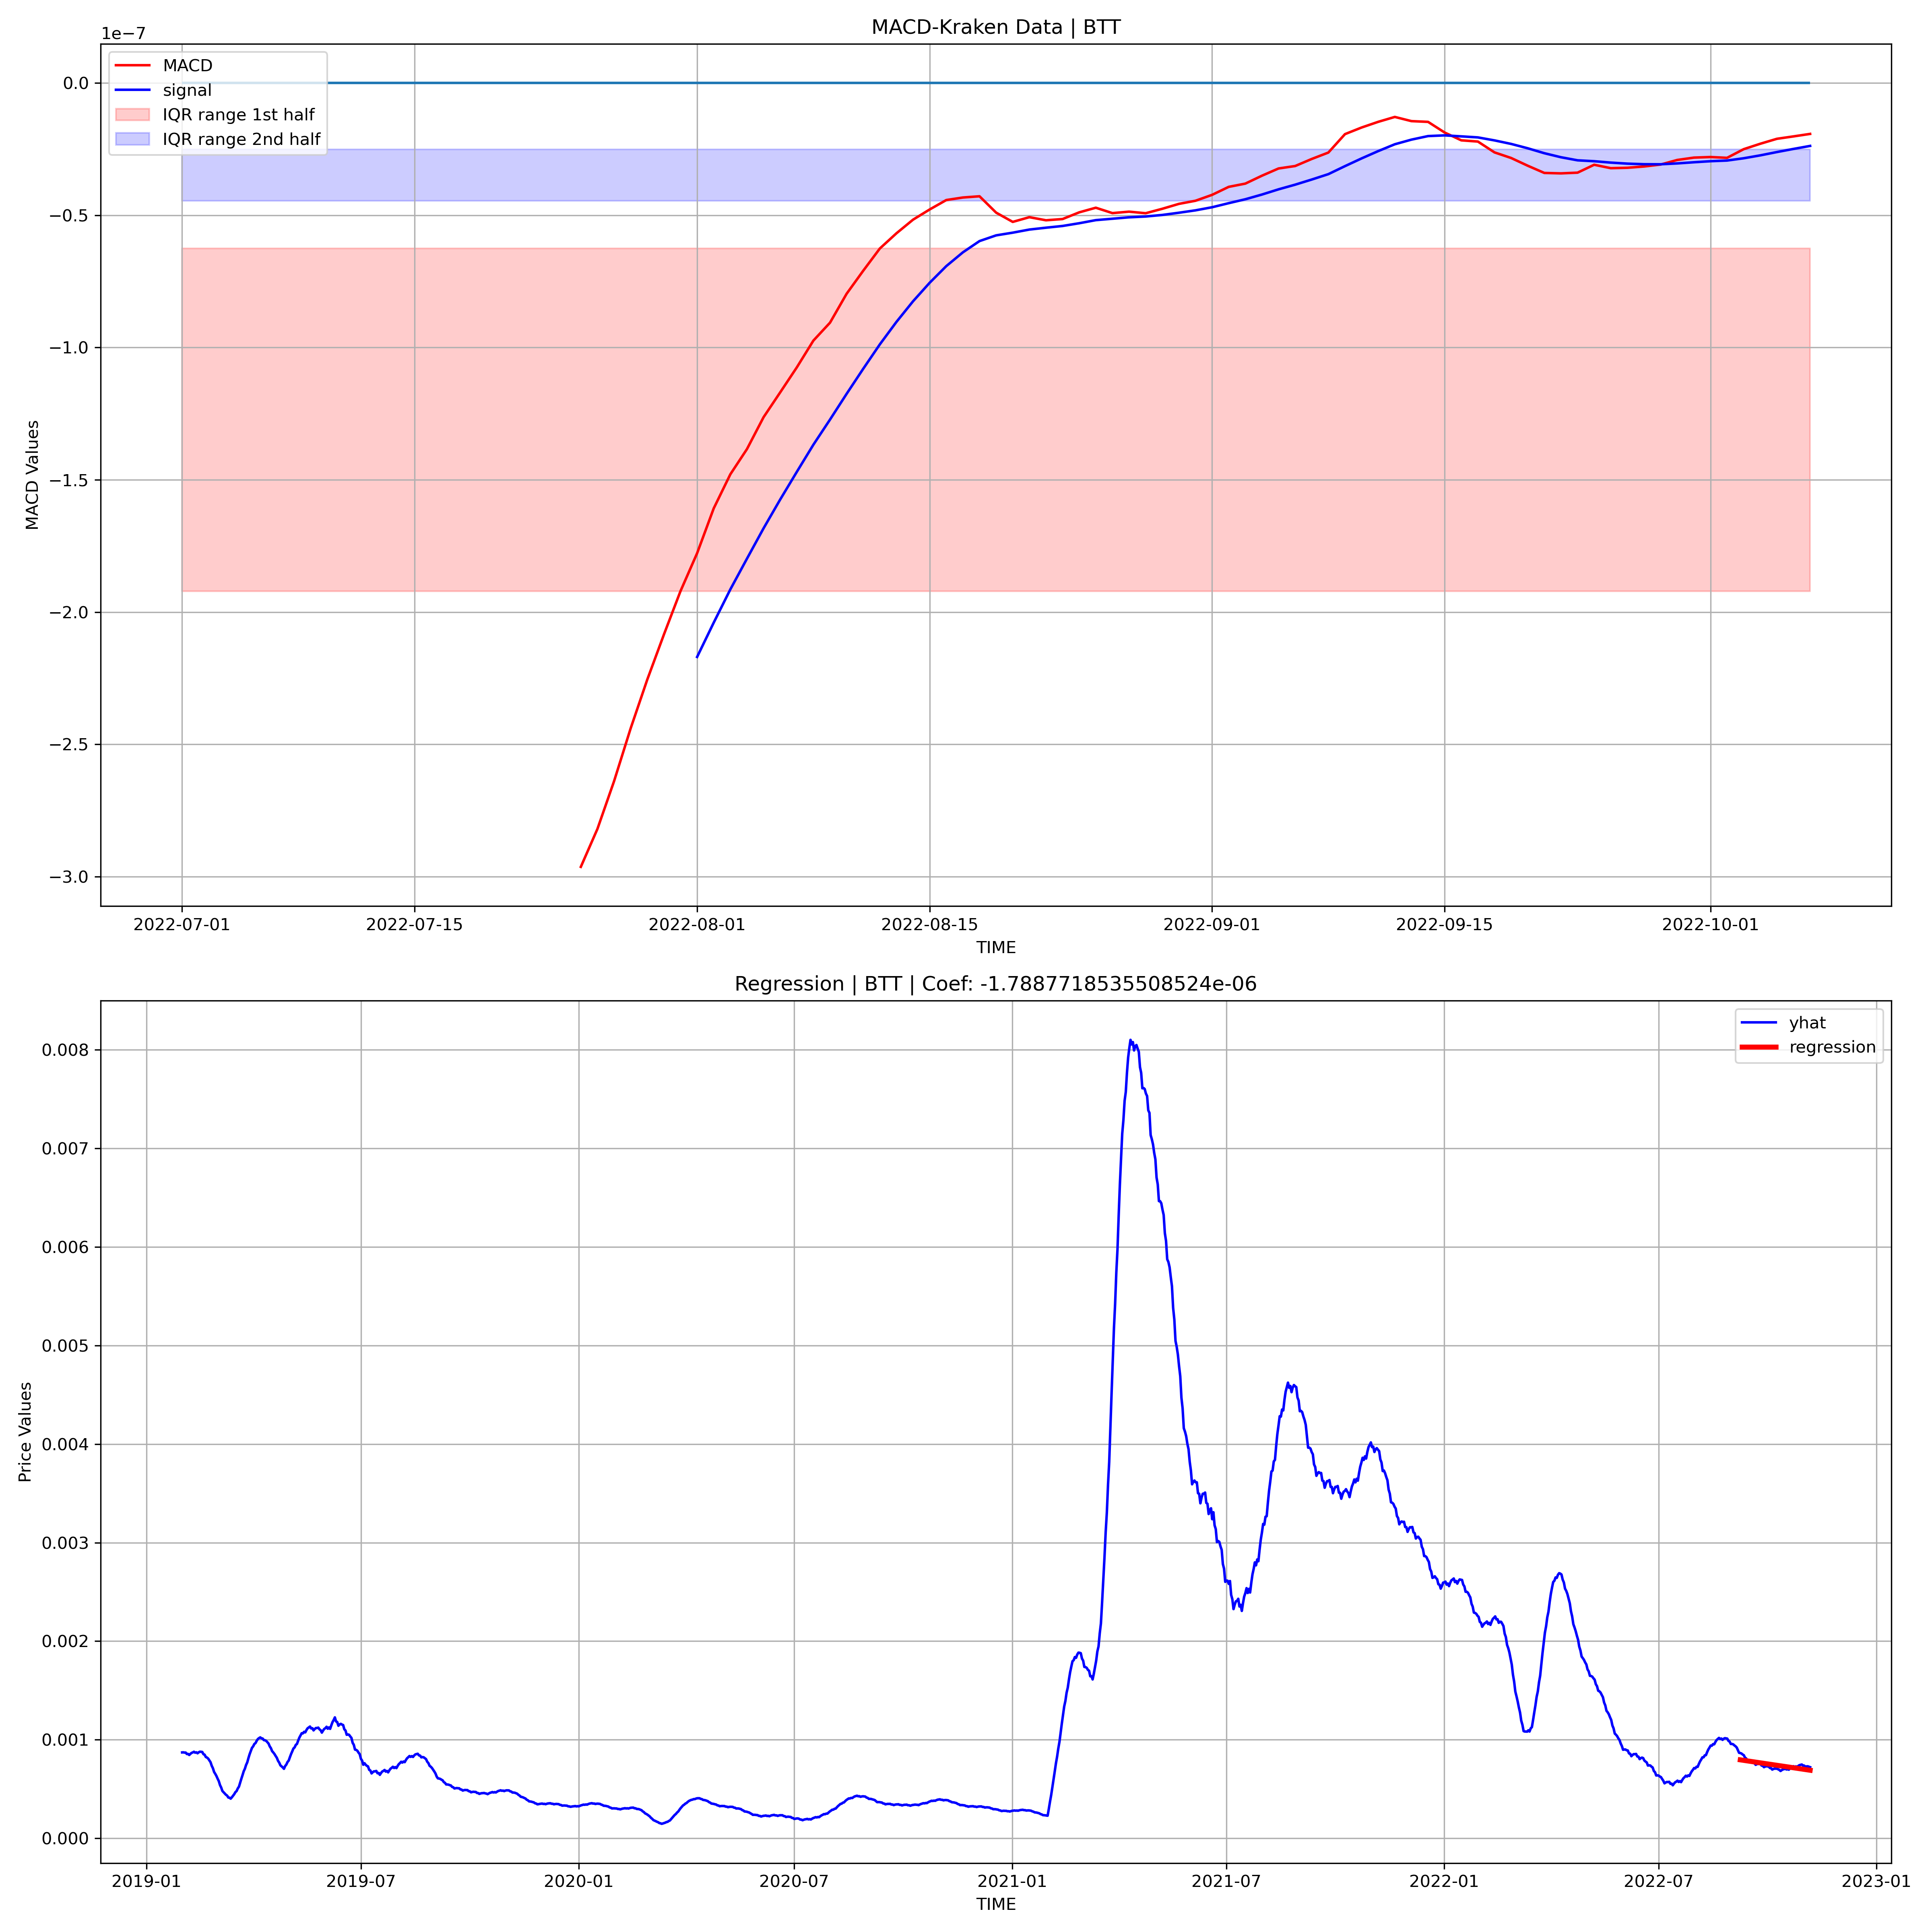 MACD-Kraken Data | BTT
1e−7
MACD
signal
IQR range 1st half
IQR range 2nd half
0.0
−0.5
−1.0
−1.5
−2.0
−2.5
−3.0
MACD Values
2022-07-01 2022-07-15 2022-08-01 2022-08-15 2022-09-01 2022-09-15 2022-10-01
TIME
Regression | BTT | Coef: -1.7887718535508524e-06
yhat
regression
0.008
0.007
0.006
0.005
0.004
0.003
0.002
0.001
0.000
Price Values
2019-01 2019-07 2020-01 2020-07 2021-01 2021-07 2022-01 2022-07 2023-01
TIME